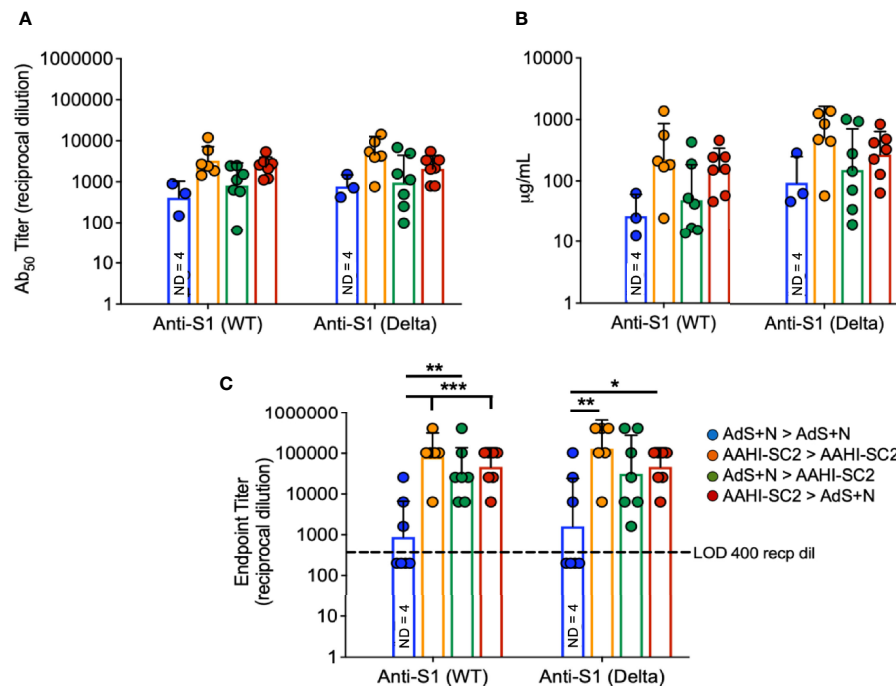 A
Ab50 Titer (reciprocal dilution)
10000000
1000000
100000
10000
1000
100
10
1
ND = 4
ND = 4
Anti-S1 (WT)
Anti-S1 (Delta)
B
µg/mL
10000
1000
100
10
1
ND = 4
ND = 4
Anti-S1 (WT)
Anti-S1 (Delta)
C
Endpoint Titer
(reciprocal dilution)
1000000
100000
10000
1000
100
10
1
**
***
*
**
ND = 4
ND = 4
LOD 400 recp dil
Anti-S1 (WT)
Anti-S1 (Delta)
AdS+N > AdS+N
AAHI-SC2 > AAHI-SC2
AdS+N > AAHI-SC2
AAHI-SC2 > AdS+N